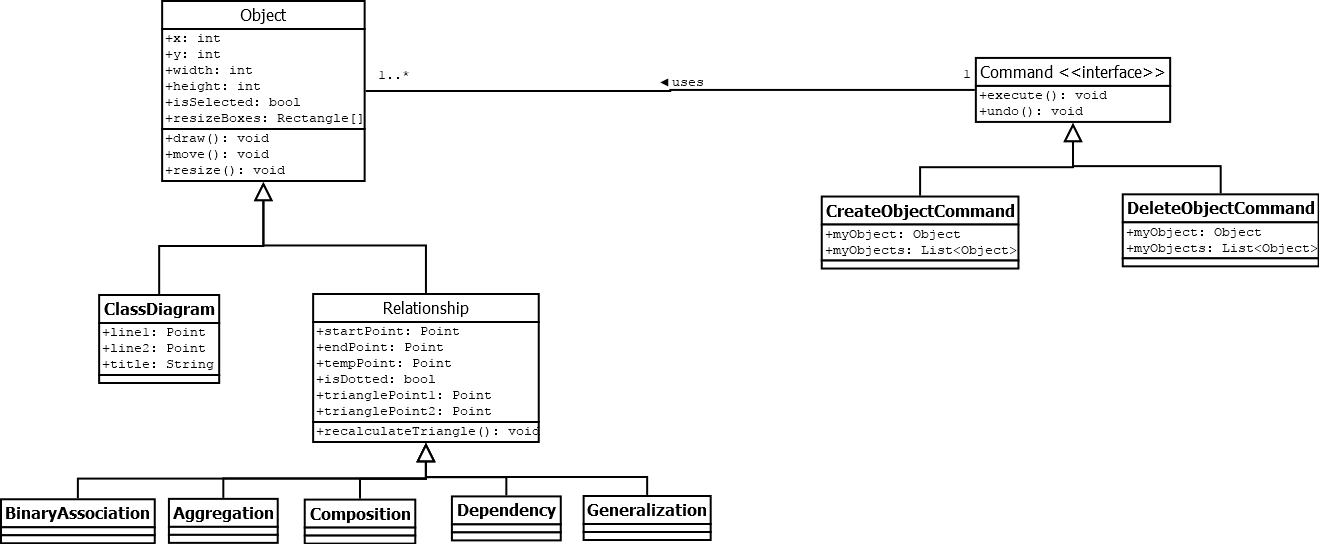 Object
+x: int
+y: int
+width: int
+height: int
+isSelected: bool
+resizeBoxes: Rectangle[]
+draw(): void
+move(): void
+resize(): void
1..*
◄ uses
1
Command <<interface>>
+execute(): void
+undo(): void
CreateObjectCommand
+myObject: Object
+myObjects: List<Object>
DeleteObjectCommand
+myObject: Object
+myObjects: List<Object>
ClassDiagram
+line1: Point
+line2: Point
+title: String
Relationship
+startPoint: Point
+endPoint: Point
+tempPoint: Point
+isDotted: bool
+trianglePoint1: Point
+trianglePoint2: Point
+recalculateTriangle(): void
BinaryAssociation
Aggregation
Composition
Dependency
Generalization